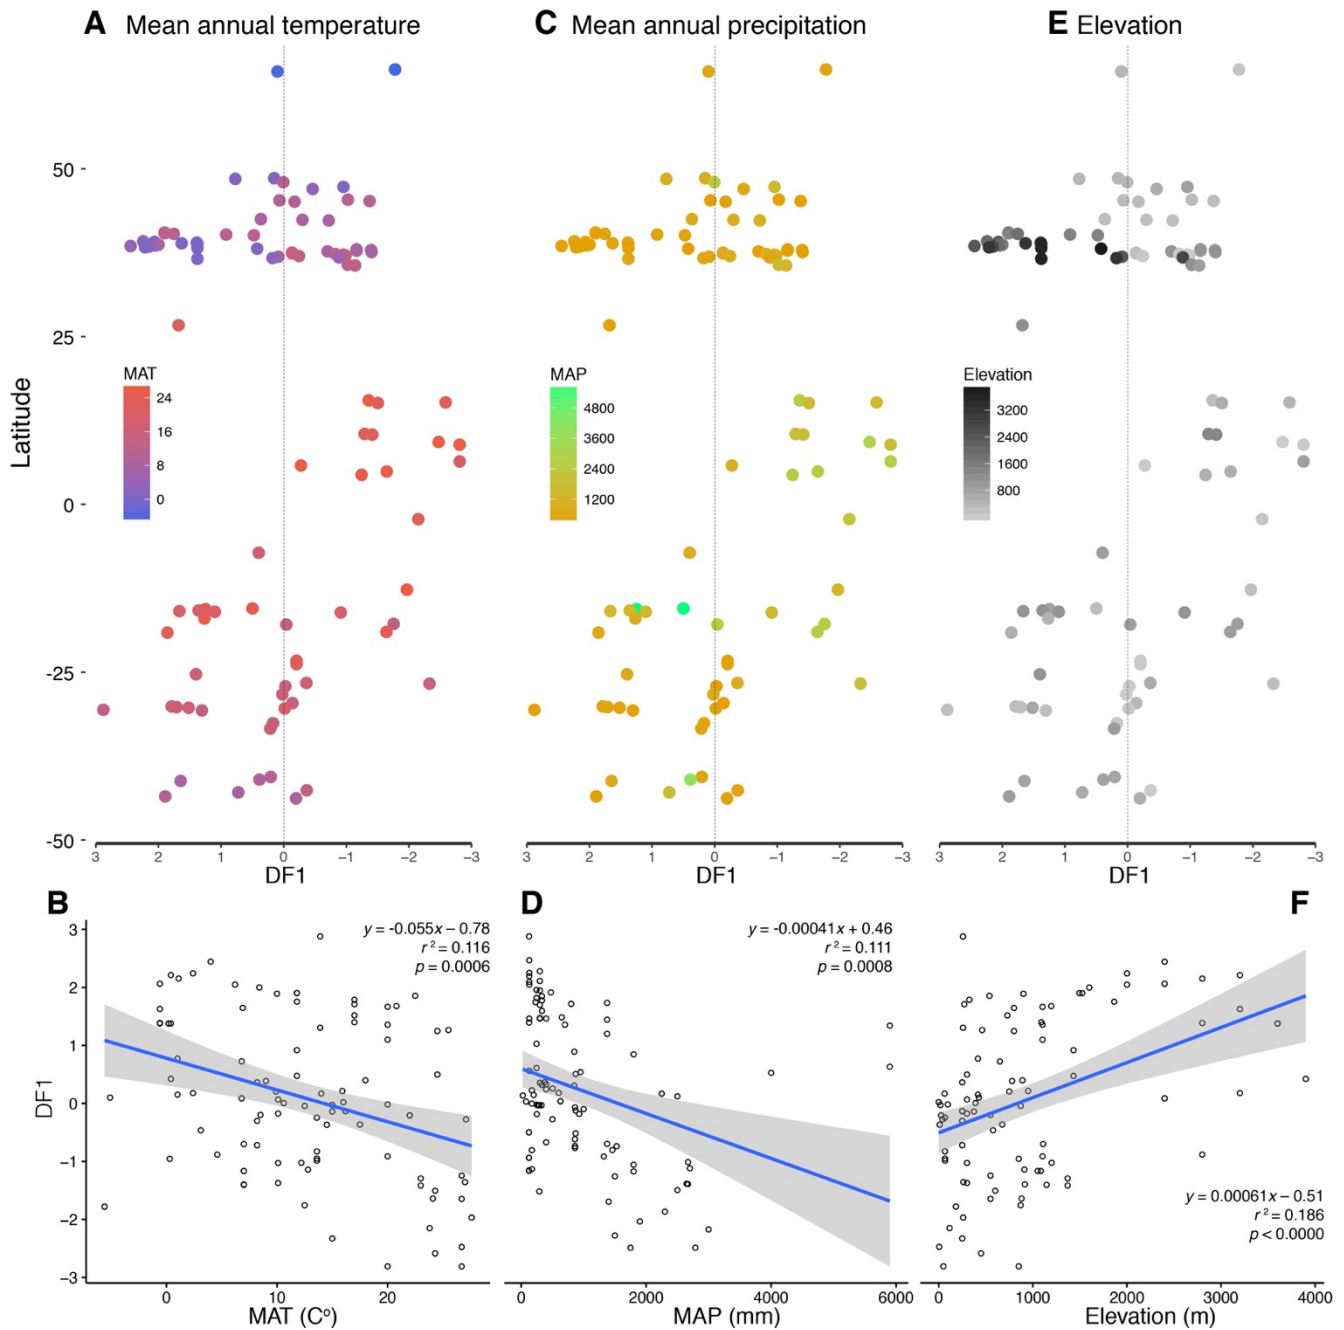 A Mean annual temperature
C Mean annual precipitation
E Elevation
Latitude
50
25
0
-25
-50
MAT
24
16
8
0
MAP
4800
3600
2400
1200
Elevation
3200
2400
1600
800
3 2 1 0 −1 −2 −3
DF1
3 2 1 0 −1 −2 −3
DF1
3 2 1 0 −1 −2 −3
DF1
B
y = -0.055x − 0.78
r² = 0.116
p = 0.0006
D
y = -0.00041x + 0.46
r² = 0.111
p = 0.0008
F
y = 0.00061x − 0.51
r² = 0.186
p < 0.0000
DF1
3
2
1
0
−1
−2
−3
0 10 20
MAT (Cº)
0 2000 4000 6000
MAP (mm)
0 1000 2000 3000 4000
Elevation (m)